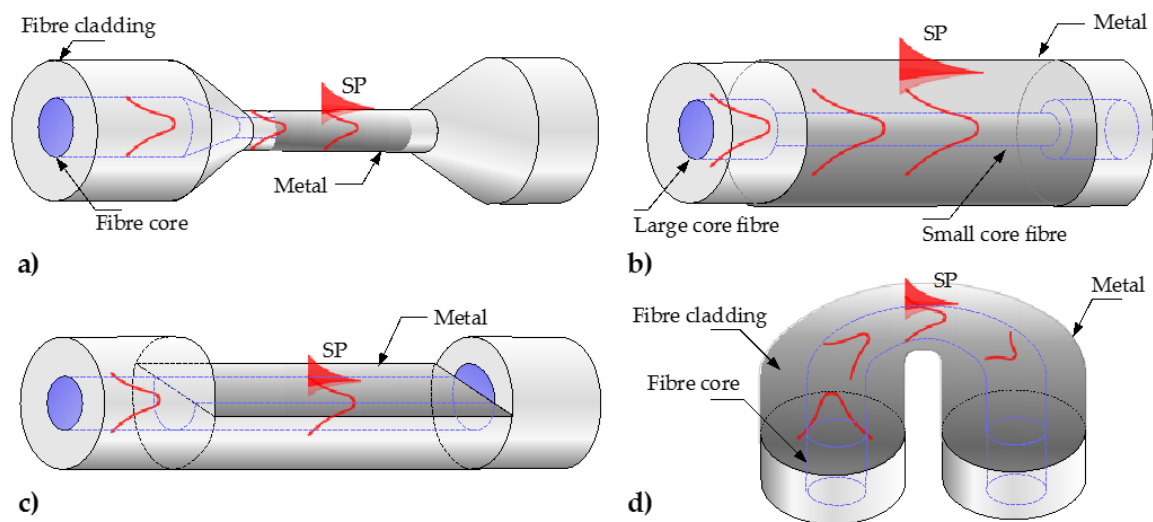 Fibre cladding
SP
Metal
Fibre core
a)
SP
Metal
Large core fibre
Small core fibre
b)
Metal
SP
c)
SP
Metal
Fibre cladding
Fibre core
d)